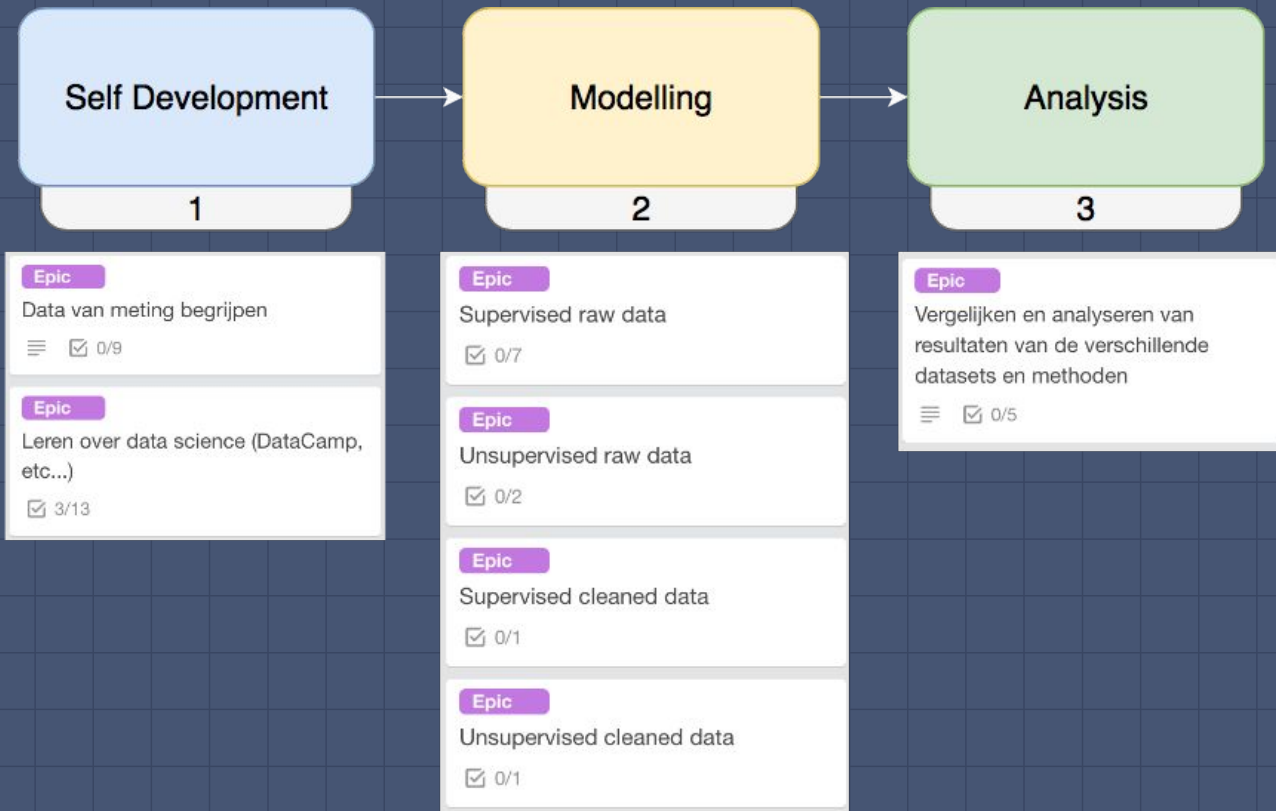 Self Development
Modelling
Analysis
1
2
3
Epic
Data van meting begrijpen
0/9
Epic
Leren over data science (DataCamp,
etc...)
3/13
Epic
Supervised raw data
0/7
Epic
Unsupervised raw data
0/2
Epic
Supervised cleaned data
0/1
Epic
Unsupervised cleaned data
0/1
Epic
Vergelijken en analyseren van
resultaten van de verschillende
datasets en methoden
0/5